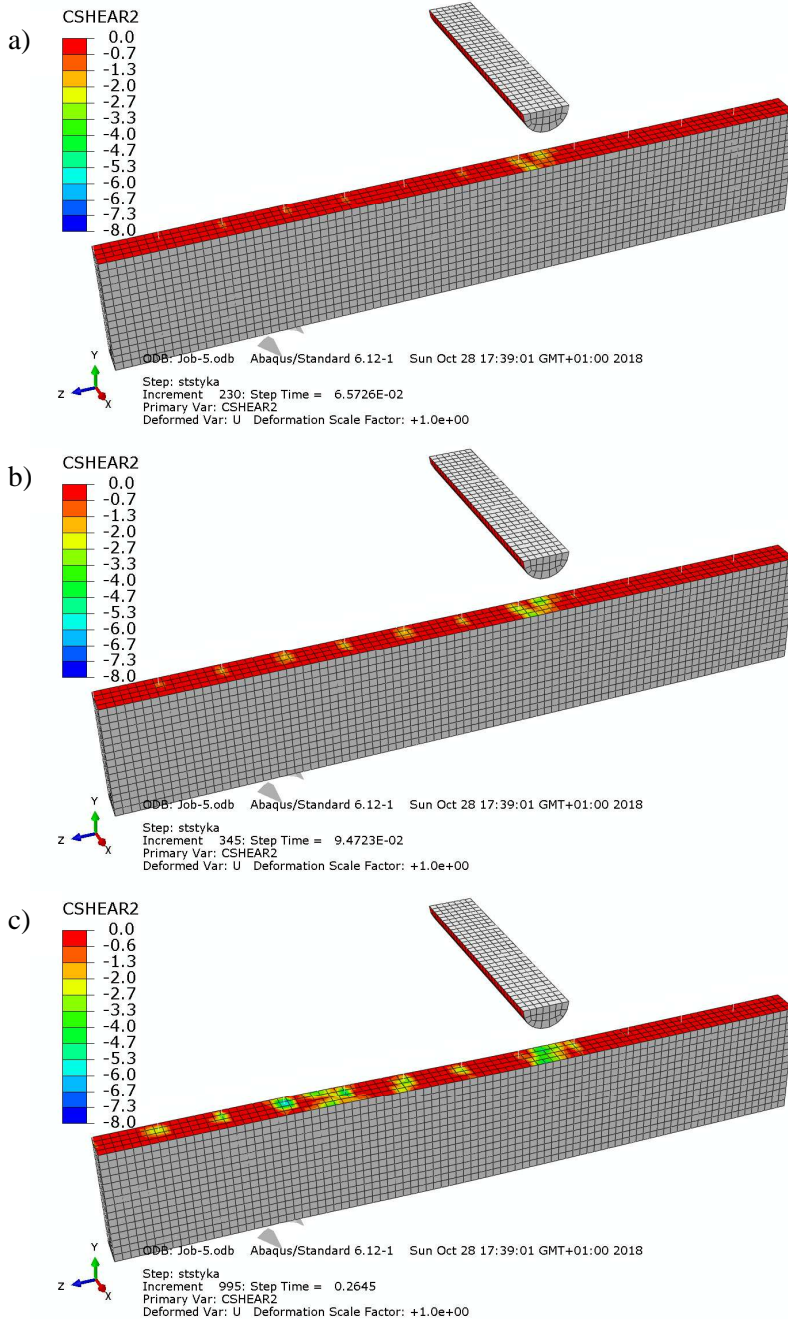 a)
CSHEAR2
0.0
-0.7
-1.3
-2.0
-2.7
-3.3
-4.0
-4.7
-5.3
-6.0
-6.7
-7.3
-8.0
Y
Z
X
ODB: Job-5.odb Abaqus/Standard 6.12-1 Sun Oct 28 17:39:01 GMT+01:00 2018
Step: ststyka
Increment 230: Step Time = 6.5726E-02
Primary Var: CSHEAR2
Deformed Var: U Deformation Scale Factor: +1.0e+00
b)
CSHEAR2
0.0
-0.7
-1.3
-2.0
-2.7
-3.3
-4.0
-4.7
-5.3
-6.0
-6.7
-7.3
-8.0
Y
Z
X
ODB: Job-5.odb Abaqus/Standard 6.12-1 Sun Oct 28 17:39:01 GMT+01:00 2018
Step: ststyka
Increment 345: Step Time = 9.4723E-02
Primary Var: CSHEAR2
Deformed Var: U Deformation Scale Factor: +1.0e+00
c)
CSHEAR2
0.0
-0.6
-1.3
-2.0
-2.7
-3.3
-4.0
-4.7
-5.3
-6.0
-6.6
-7.3
-8.0
Y
Z
X
ODB: Job-5.odb Abaqus/Standard 6.12-1 Sun Oct 28 17:39:01 GMT+01:00 2018
Step: ststyka
Increment 995: Step Time = 0.2645
Primary Var: CSHEAR2
Deformed Var: U Deformation Scale Factor: +1.0e+00